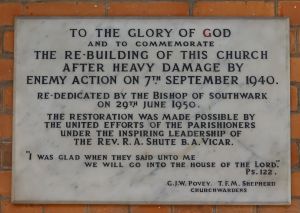 TO THE GLORY OF GOD
AND TO COMMEMORATE
THE RE-BUILDING OF THIS CHURCH
AFTER HEAVY DAMAGE BY
ENEMY ACTION ON 7TH SEPTEMBER 1940.
RE-DEDICATED BY THE BISHOP OF SOUTHWARK
ON 29TH JUNE 1950.
THE RESTORATION WAS MADE POSSIBLE BY
THE UNITED EFFORTS OF THE PARISHIONERS
UNDER THE INSPIRING LEADERSHIP OF
THE REV. R. A. SHUTE B.A. VICAR.
"I WAS GLAD WHEN THEY SAID UNTO ME
WE WILL GO INTO THE HOUSE OF THE LORD."
PS. 122.
G.J.W. POVEY. T.F.M. SHEPHERD
CHURCHWARDENS